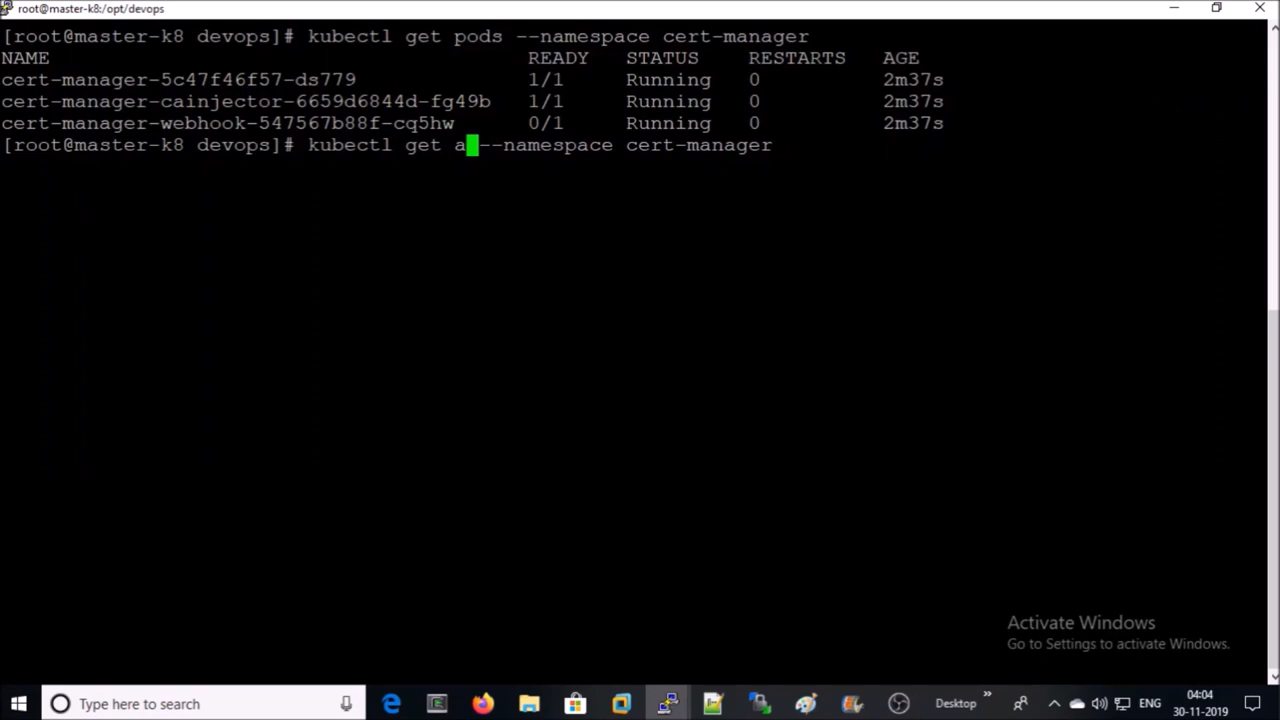 root@master-k8:/opt/devops
[root@master-k8 devops]# kubectl get pods --namespace cert-manager
NAME READY STATUS RESTARTS AGE
cert-manager-5c47f46f57-ds779 1/1 Running 0 2m37s
cert-manager-cainjector-6659d6844d-fg49b 1/1 Running 0 2m37s
cert-manager-webhook-547567b88f-cq5hw 0/1 Running 0 2m37s
[root@master-k8 devops]# kubectl get a --namespace cert-manager
Activate Windows
Go to Settings to activate Windows.
Type here to search
Desktop
ENG
04:04
30-11-2019